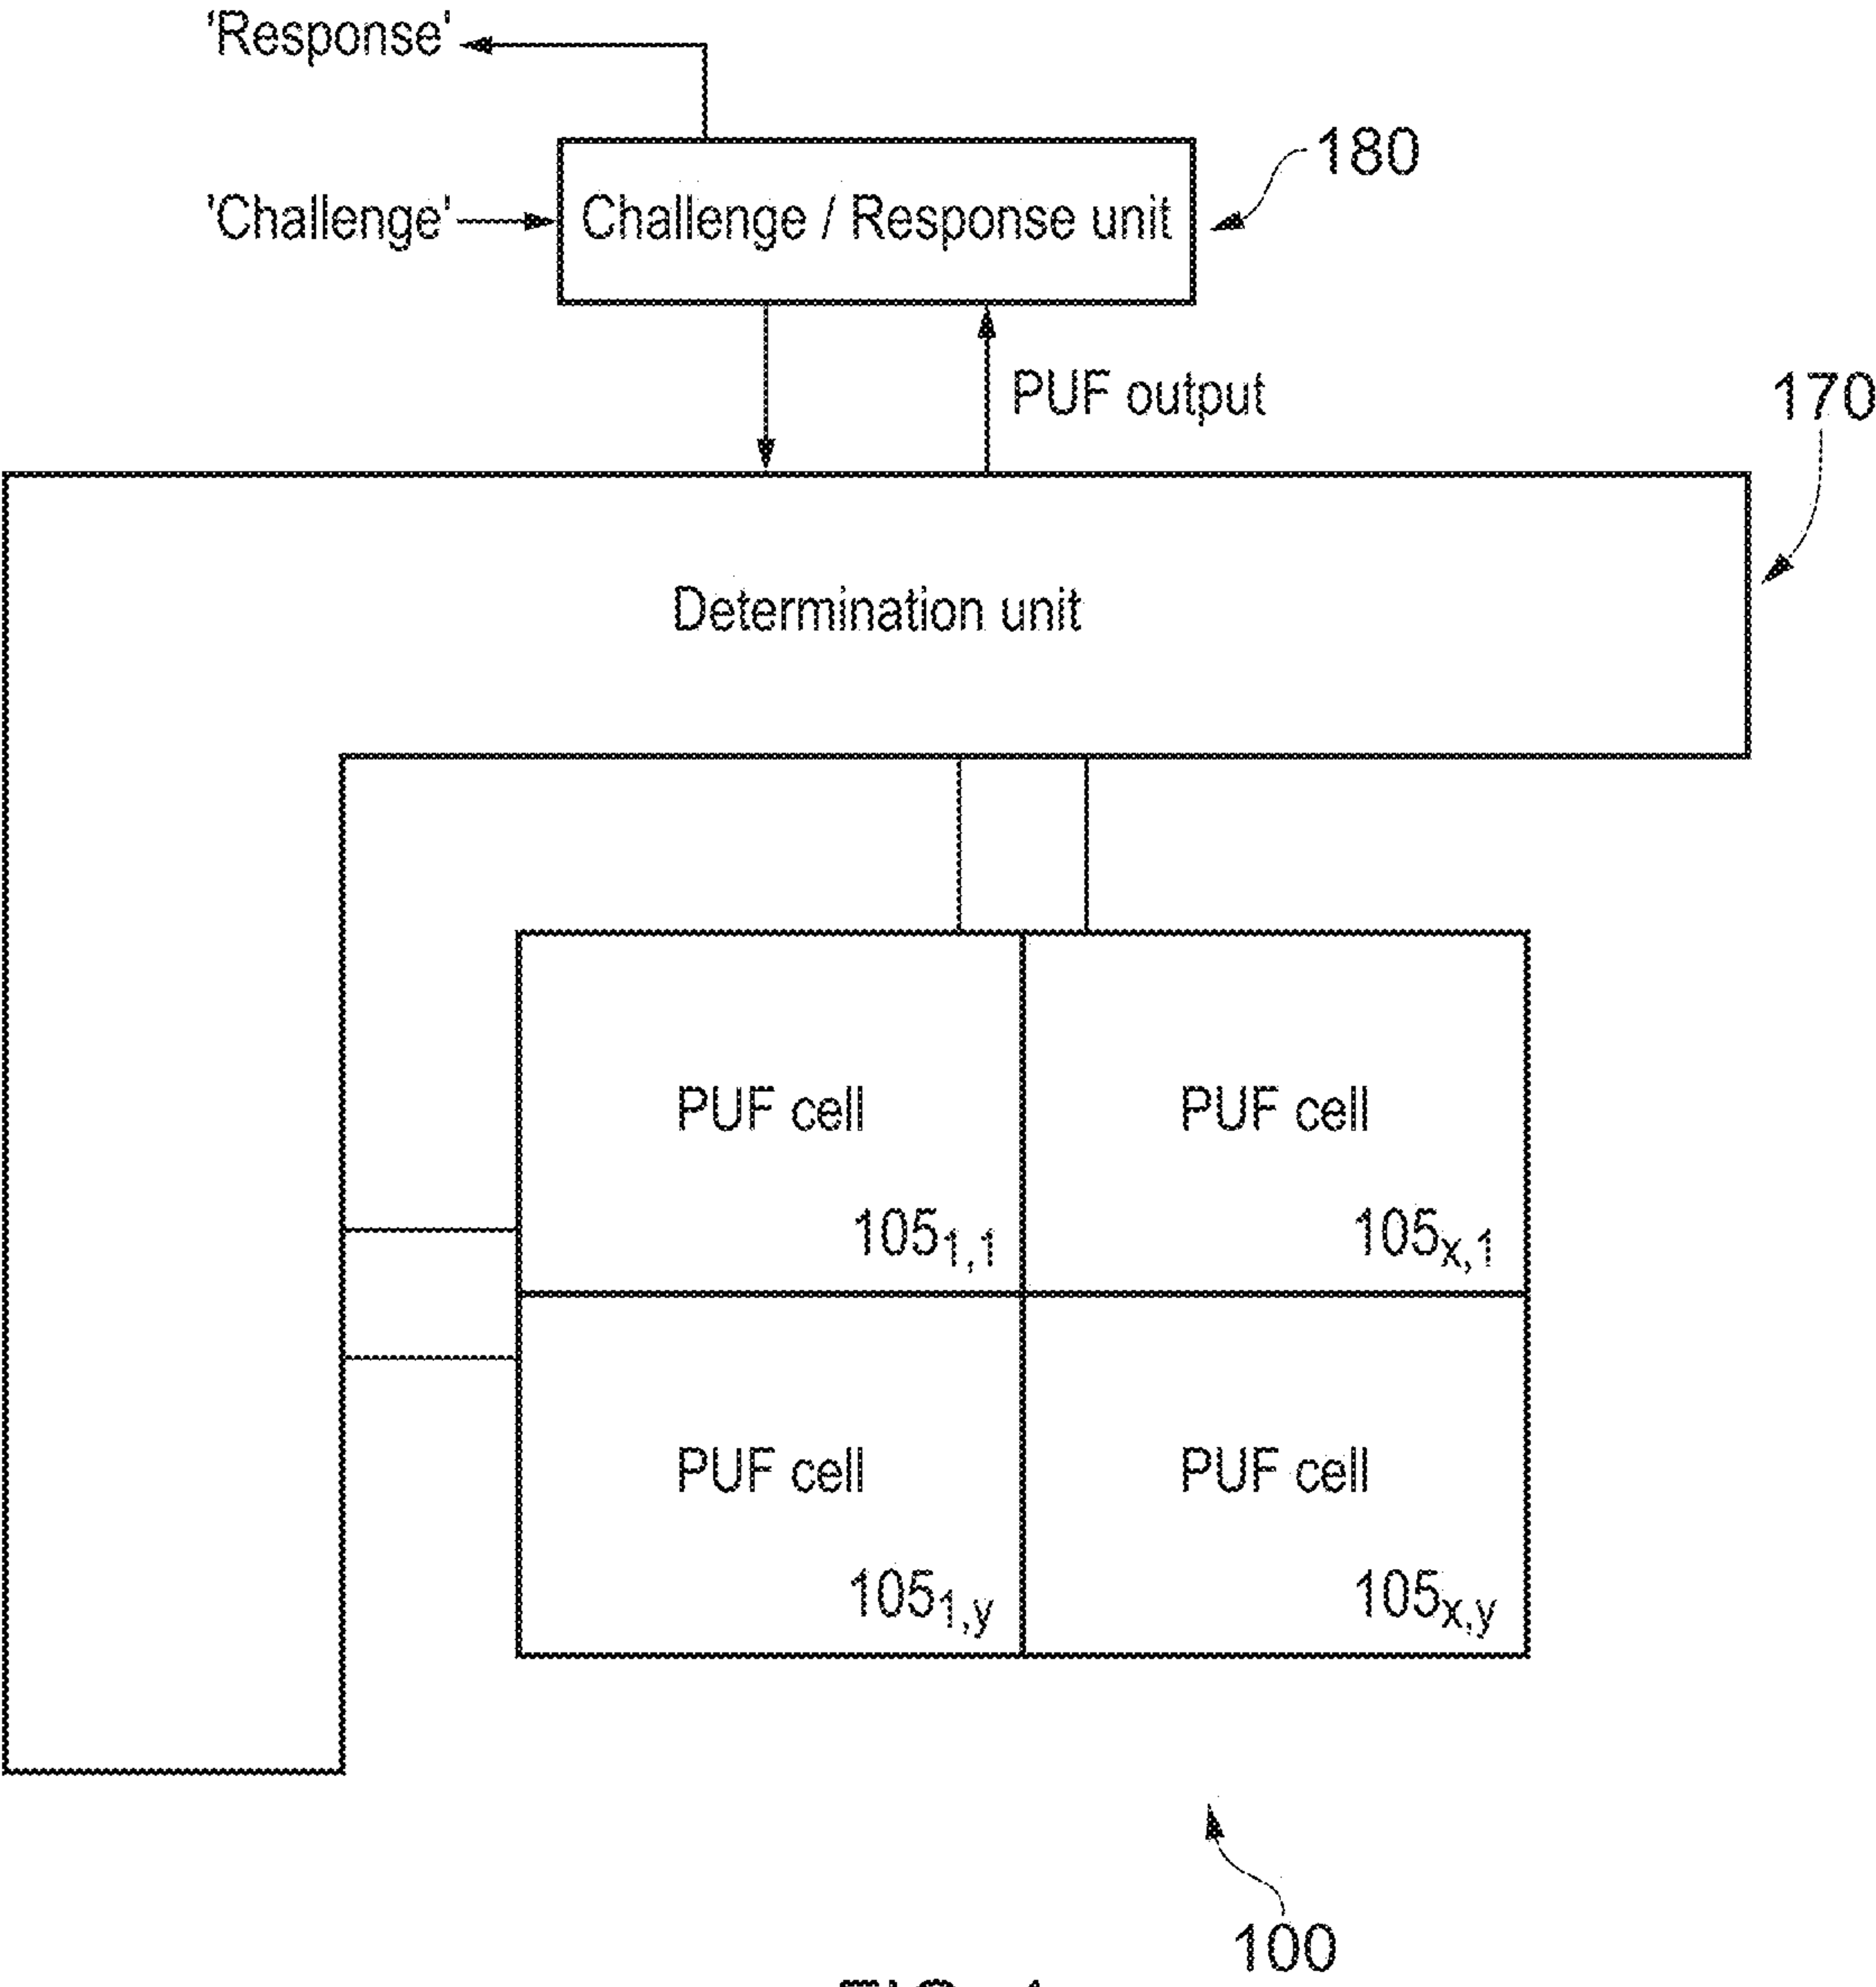 'Response'
180
'Challenge'
Challenge / Response unit
PUF output
170
Determination unit
PUF cell
PUF cell
105₁,₁
105ₓ,₁
PUF cell
PUF cell
105₁,y
105ₓ,y
100